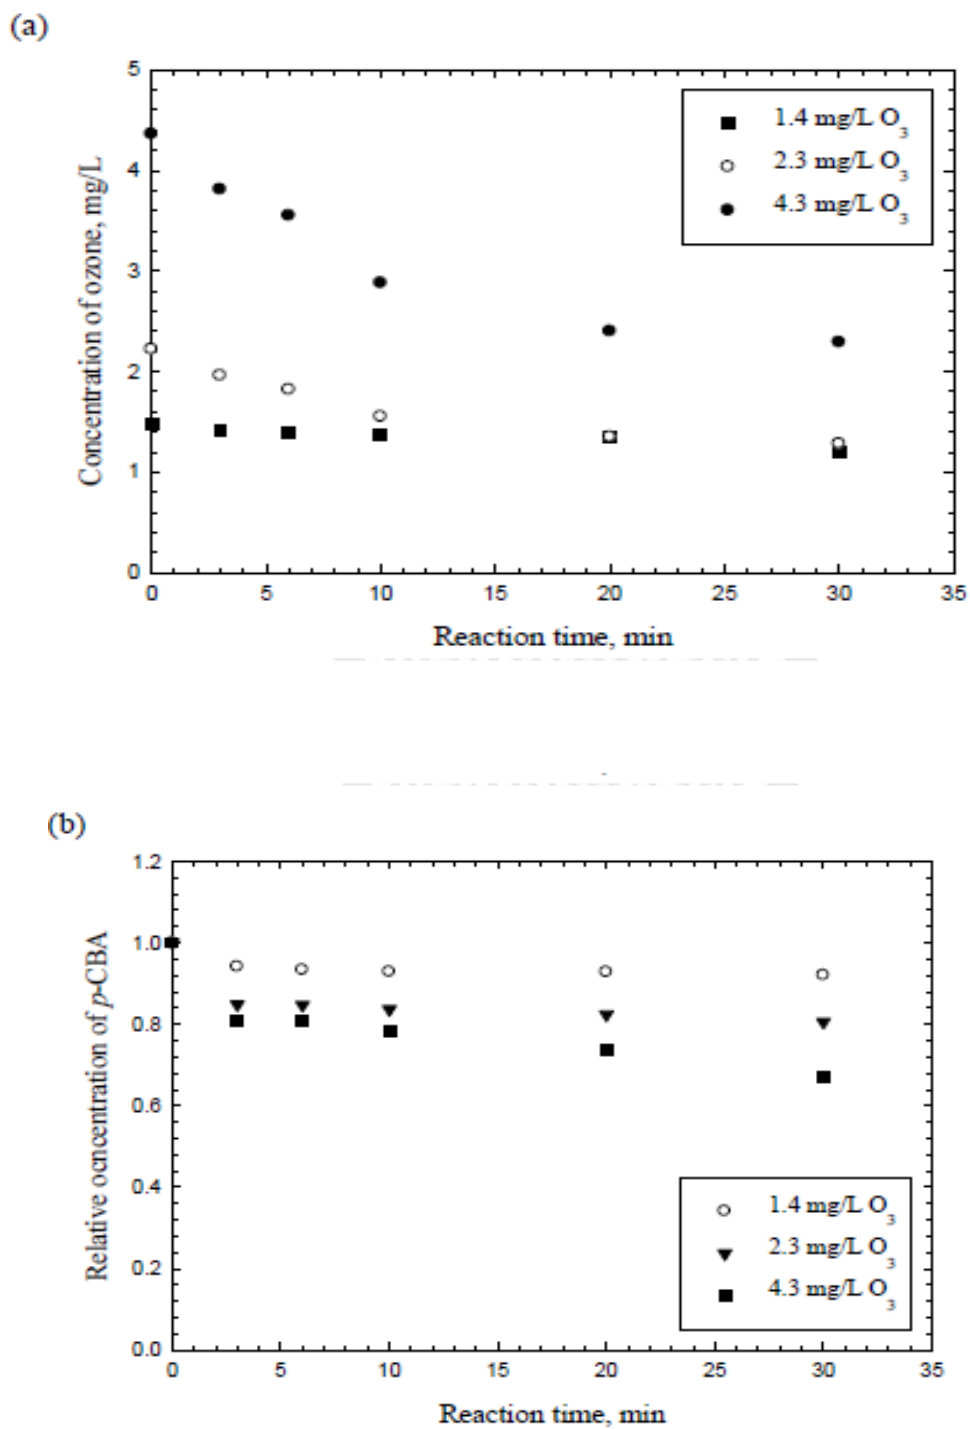 (a)
5
4
3
2
1
0
Concentration of ozone, mg/L
1.4 mg/L O3
2.3 mg/L O3
4.3 mg/L O3
0 5 10 15 20 25 30 35
Reaction time, min
(b)
1.2
1.0
0.8
0.6
0.4
0.2
0.0
Relative ocncentration of p-CBA
1.4 mg/L O3
2.3 mg/L O3
4.3 mg/L O3
0 5 10 15 20 25 30 35
Reaction time, min